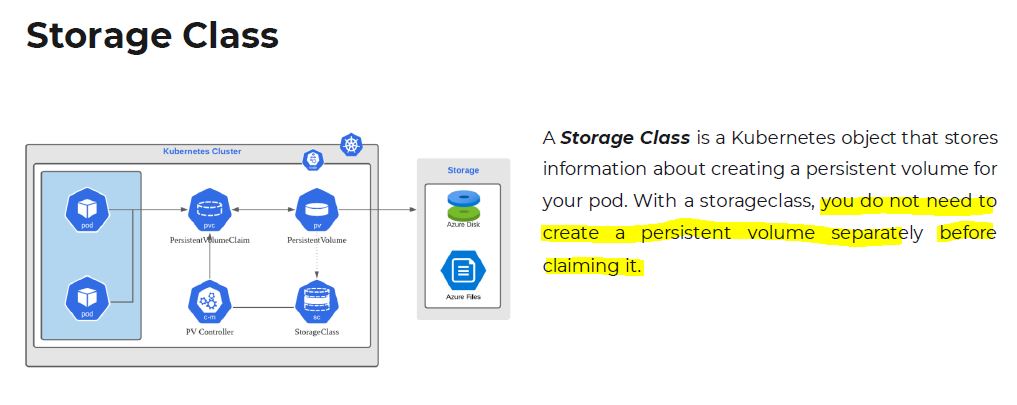 Storage Class
Kubernetes Cluster
pod
pvc
PersistentVolumeClaim
pv
PersistentVolume
pod
c-m
PV Controller
sc
StorageClass
Storage
Azure Disk
Azure Files
A Storage Class is a Kubernetes object that stores
information about creating a persistent volume for
your pod. With a storageclass, you do not need to
create a persistent volume separately before
claiming it.